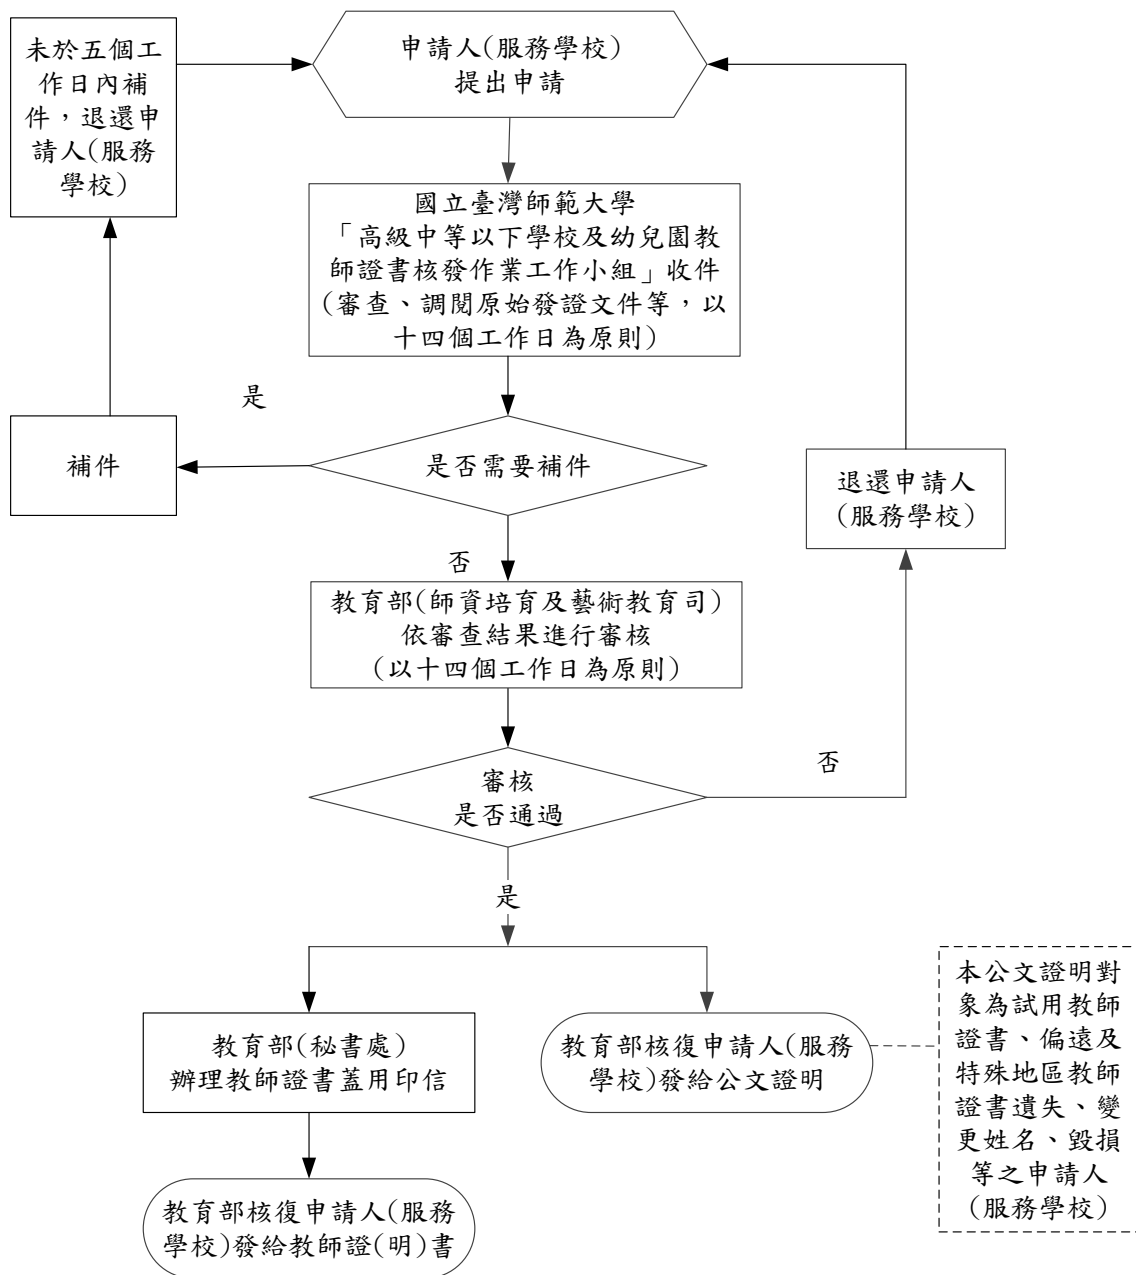 未於五個工
作日內補
件，退還申
請人(服務
學校)
申請人(服務學校)
提出申請
國立臺灣師範大學
「高級中等以下學校及幼兒園教
師證書核發作業工作小組」收件
(審查、調閱原始發證文件等，以
十四個工作日為原則)
是
補件
是否需要補件
退還申請人
(服務學校)
否
教育部(師資培育及藝術教育司)
依審查結果進行審核
(以十四個工作日為原則)
審核
是否通過
否
是
教育部(秘書處)
辦理教師證書蓋用印信
教育部核復申請人(服務
學校)發給公文證明
本公文證明對
象為試用教師
證書、偏遠及
特殊地區教師
證書遺失、變
更姓名、毀損
等之申請人
(服務學校)
教育部核復申請人(服務
學校)發給教師證(明)書